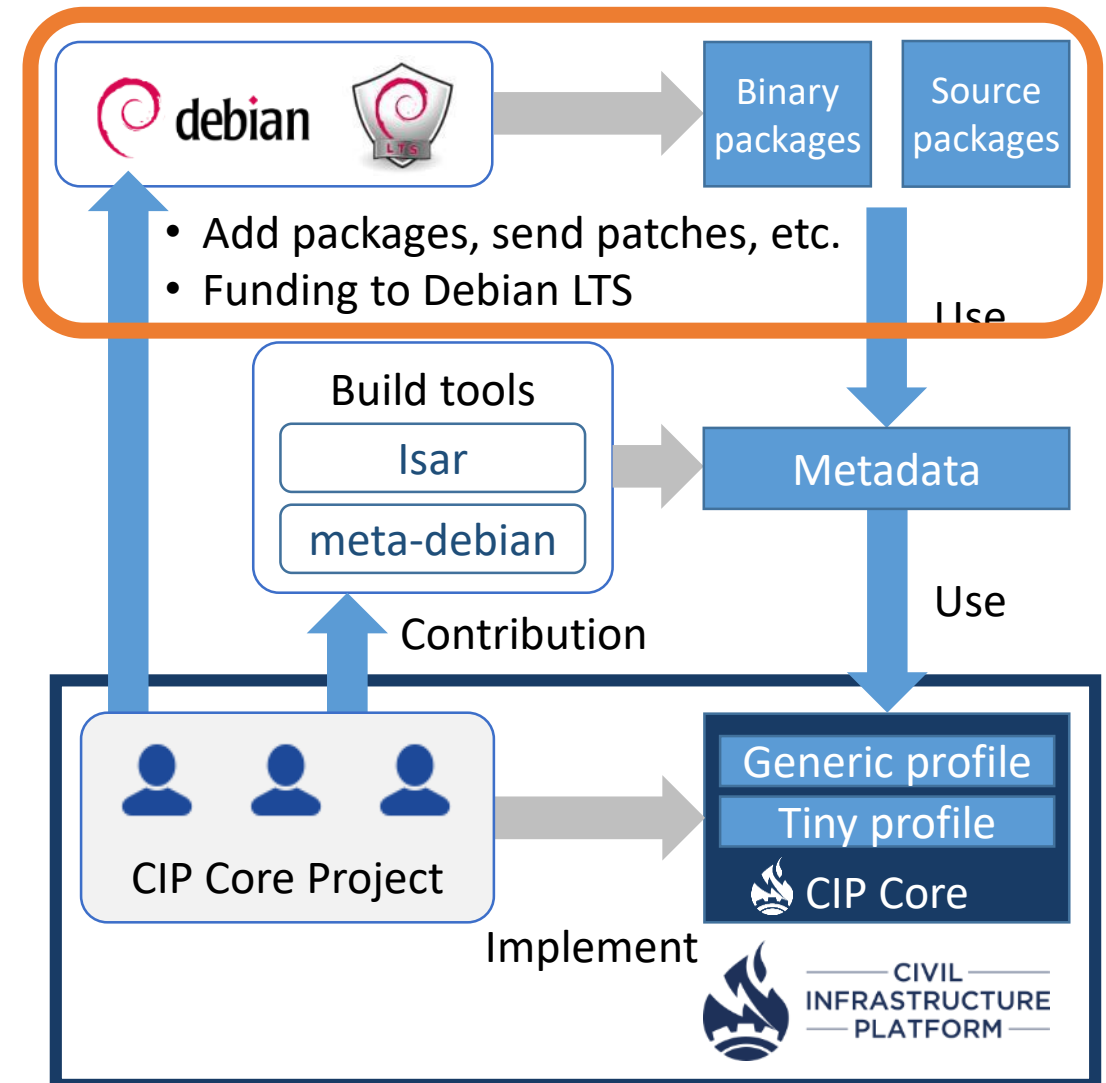 debian
LTS
Binary
packages
Source
packages
• Add packages, send patches, etc.
• Funding to Debian LTS
Use
Build tools
Isar
meta-debian
Metadata
Use
Contribution
Generic profile
Tiny profile
CIP Core
CIP Core Project
Implement
CIVIL
INFRASTRUCTURE
PLATFORM